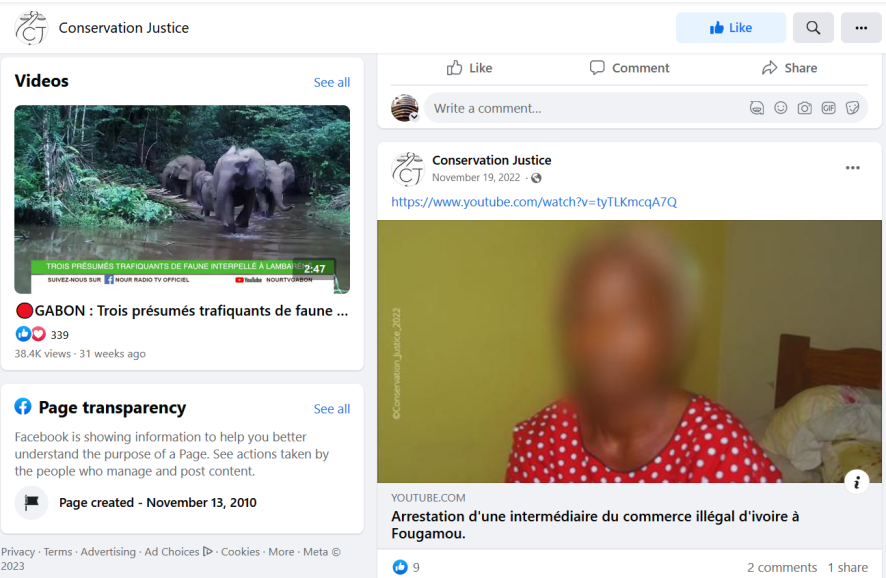 CJ
Conservation Justice
Like
Videos
See all
TROIS PRÉSUMÉS TRAFIQUANTS DE FAUNE INTERPELLÉ À LAMBARÉNÉ
2:47
SUIVEZ-NOUS SUR NOUR RADIO TV OFFICIEL
YouTube NOURTVGABON
GABON : Trois présumés trafiquants de faune ...
339
38.4K views · 31 weeks ago
Page transparency
See all
Facebook is showing information to help you better
understand the purpose of a Page. See actions taken by
the people who manage and post content.
Page created - November 13, 2010
Privacy · Terms · Advertising · Ad Choices · Cookies · More · Meta ©
2023
Like
Comment
Share
Write a comment...
GIF
CJ
Conservation Justice
November 19, 2022 ·
https://www.youtube.com/watch?v=tyTLKmcqA7Q
©Conservation_Justice_2022
YOUTUBE.COM
Arrestation d'une intermédiaire du commerce illégal d'ivoire à
Fougamou.
9
2 comments 1 share